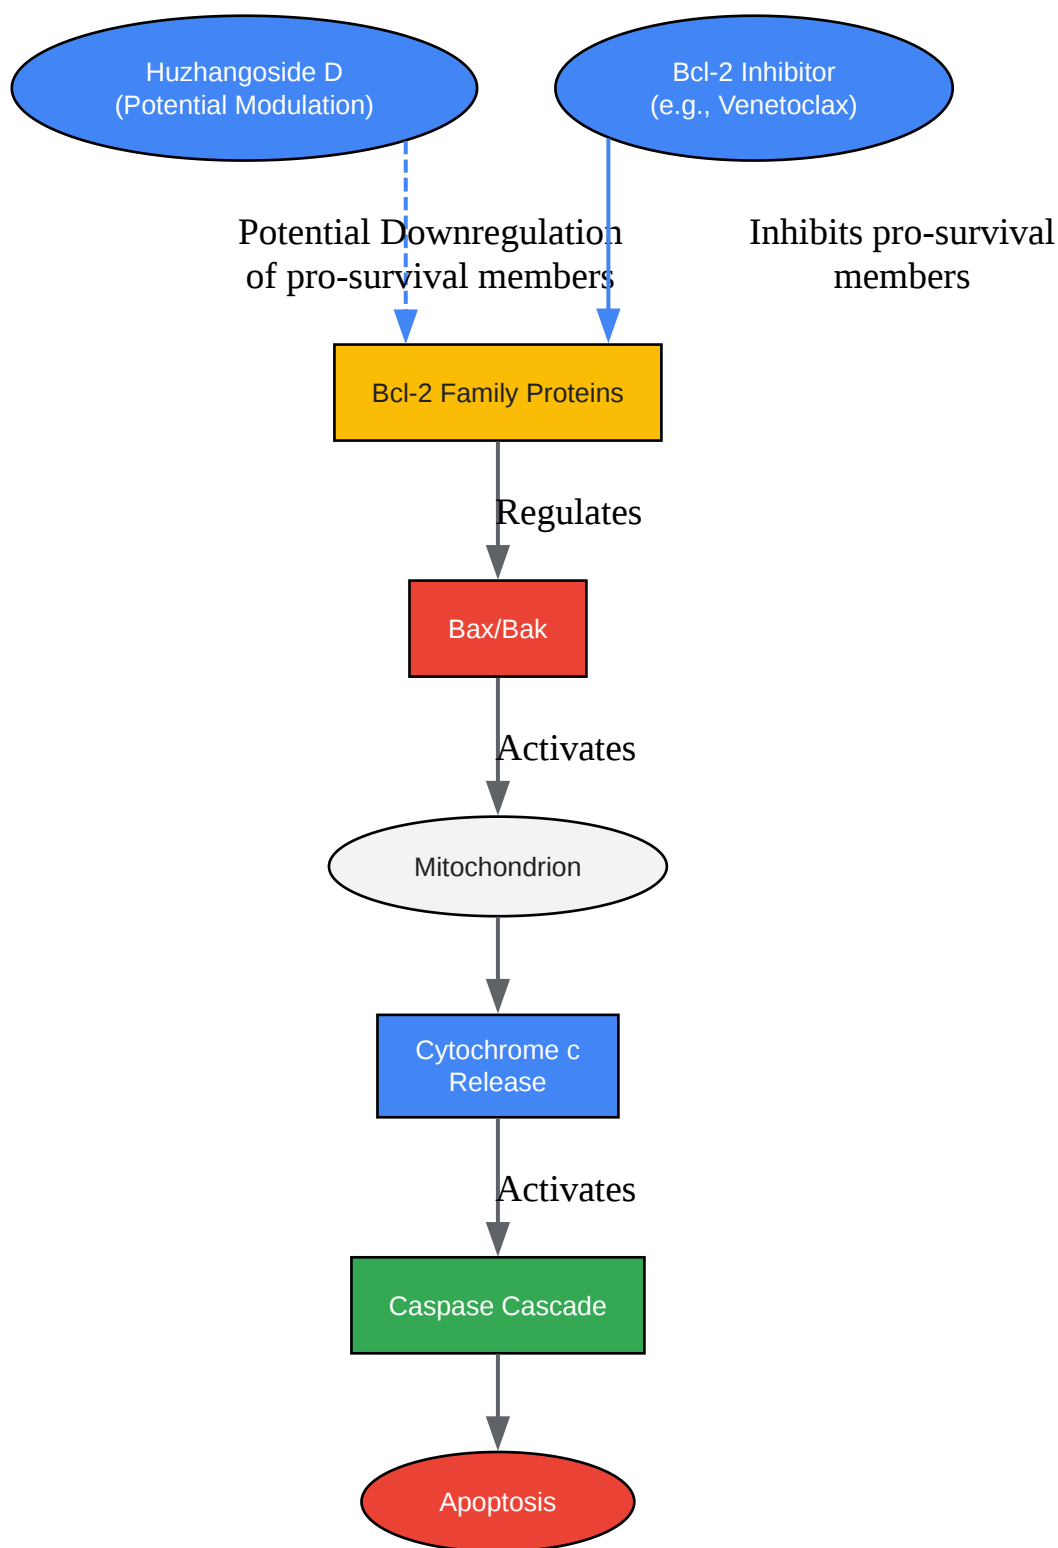 Huzhangoside D
(Potential Modulation)
Bcl-2 Inhibitor
(e.g., Venetoclax)
Potential Downregulation
of pro-survival members
Inhibits pro-survival
members
Bcl-2 Family Proteins
Regulates
Bax/Bak
Activates
Mitochondrion
Cytochrome c
Release
Activates
Caspase Cascade
Apoptosis